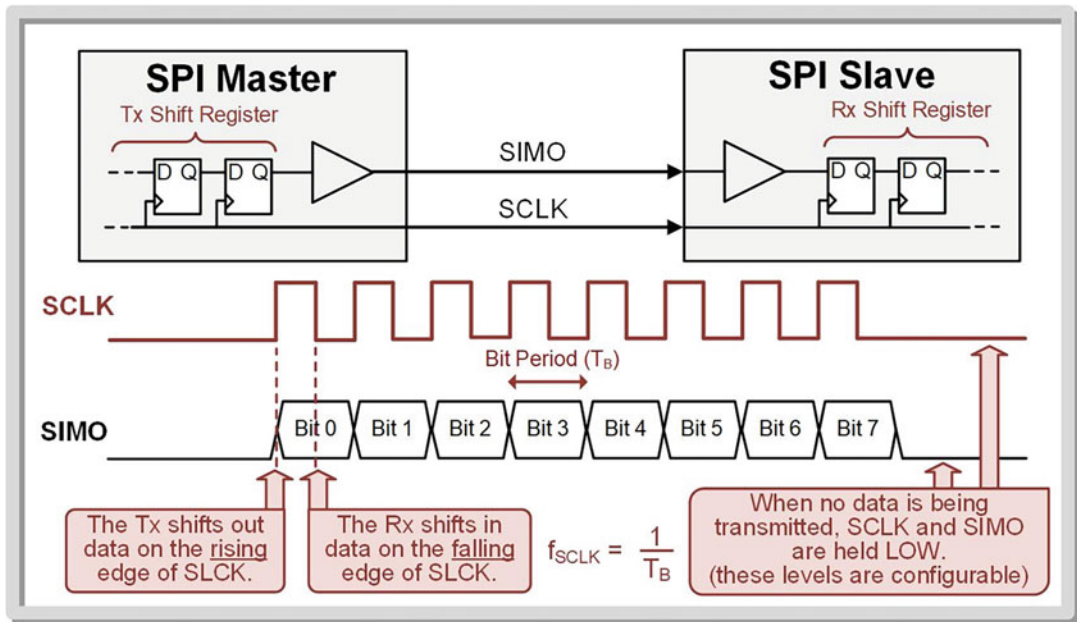 SPI Master
Tx Shift Register
D Q
D Q
SIMO
SCLK
SPI Slave
Rx Shift Register
D Q
D Q
SCLK
Bit Period (TB)
SIMO
Bit 0
Bit 1
Bit 2
Bit 3
Bit 4
Bit 5
Bit 6
Bit 7
The Tx shifts out
data on the rising
edge of SLCK.
The Rx shifts in
data on the falling
edge of SLCK.
fSCLK = 1
TB
When no data is being
transmitted, SCLK and SIMO
are held LOW.
(these levels are configurable)